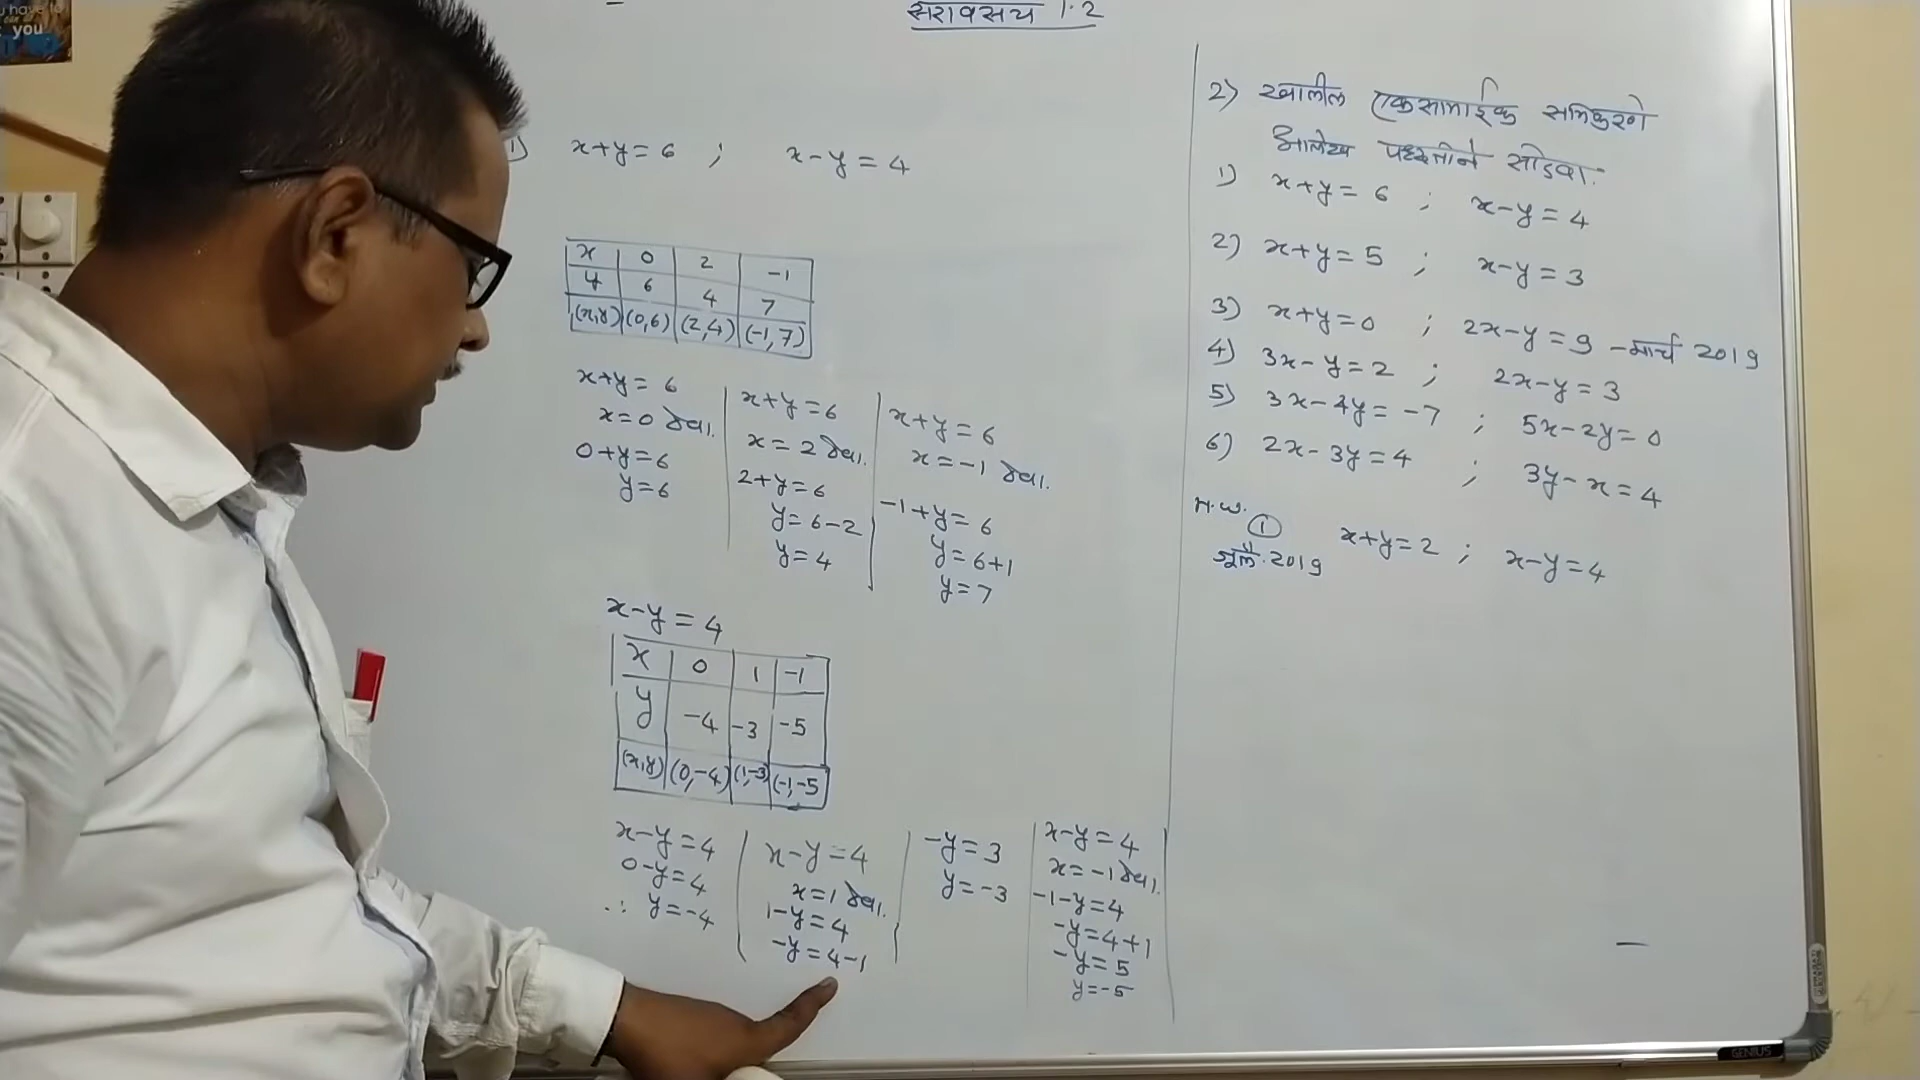 you
सरावसंच 1.2
1) x+y=6 ; x-y=4
x 0 2 -1
y 6 4 7
(x,y) (0,6) (2,4) (-1,7)
x+y=6
x=0 ठेवा.
0+y=6
y=6
x+y=6
x=2 ठेवा.
2+y=6
y=6-2
y=4
x+y=6
x=-1 ठेवा.
-1+y=6
y=6+1
y=7
x-y=4
x 0 1 -1
y -4 -3 -5
(x,y) (0,-4) (1,-3) (-1,-5
x-y=4
0-y=4
∴ y=-4
x-y=4
x=1 ठेवा.
1-y=4
-y=4-1
-y=3
y=-3
x-y=4
x=-1 ठेवा.
-1-y=4
-y=4+1
-y=5
y=-5
2) खालील एकसामाईक समिकरणे
आलेख पध्दतीने सोडवा.
1) x+y=6 ; x-y=4
2) x+y=5 ; x-y=3
3) x+y=0 ; 2x-y=9 -मार्च 2019
4) 3x-y=2 ; 2x-y=3
5) 3x-4y=-7 ; 5x-2y=0
6) 2x-3y=4 ; 3y-x=4
H.W.
① x+y=2 ; x-y=4
जूलै.2019
GENIUS